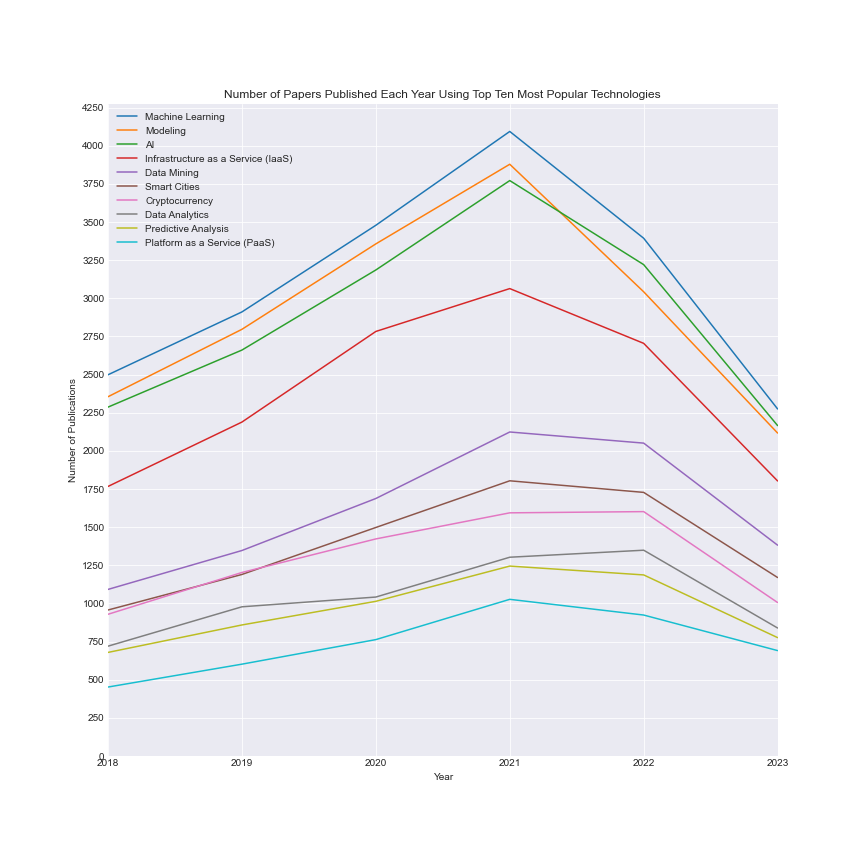 Number of Papers Published Each Year Using Top Ten Most Popular Technologies
4250
4000
3750
3500
3250
3000
2750
2500
2250
2000
1750
1500
1250
1000
750
500
250
0
Number of Publications
Machine Learning
Modeling
AI
Infrastructure as a Service (IaaS)
Data Mining
Smart Cities
Cryptocurrency
Data Analytics
Predictive Analysis
Platform as a Service (PaaS)
2018 2019 2020 2021 2022 2023
Year